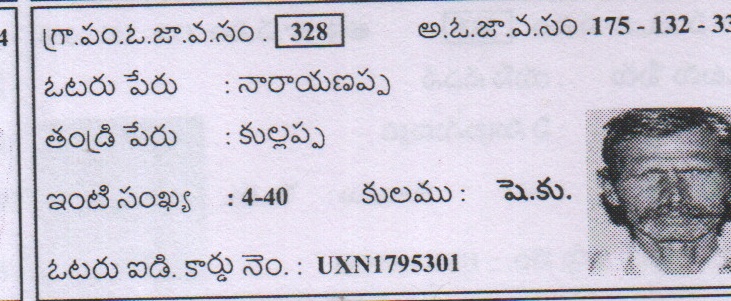 గ్రా.పం.ఓ.జా.వ.సం. 328 అ.ఓ.జా.వ.సం .175 - 132 - 33
ఓటరు పేరు : నారాయణప్ప
తండ్రి పేరు : కుల్లప్ప
ఇంటి సంఖ్య : 4-40 కులము : షె.కు.
ఓటరు ఐడి. కార్డు నెం. : UXN1795301